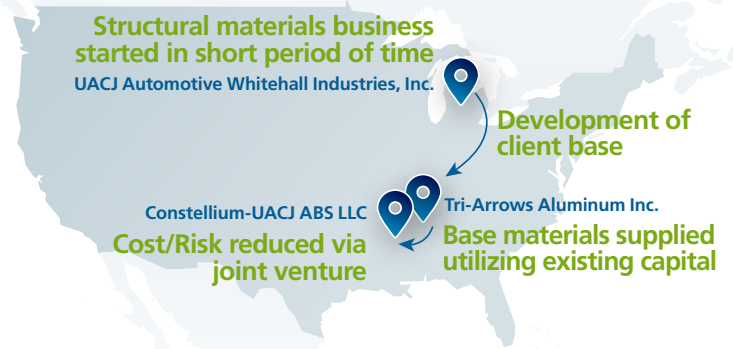 Structural materials business
started in short period of time
UACJ Automotive Whitehall Industries, Inc.
Development of
client base
Constellium-UACJ ABS LLC
Cost/Risk reduced via
joint venture
Tri-Arrows Aluminum Inc.
Base materials supplied
utilizing existing capital